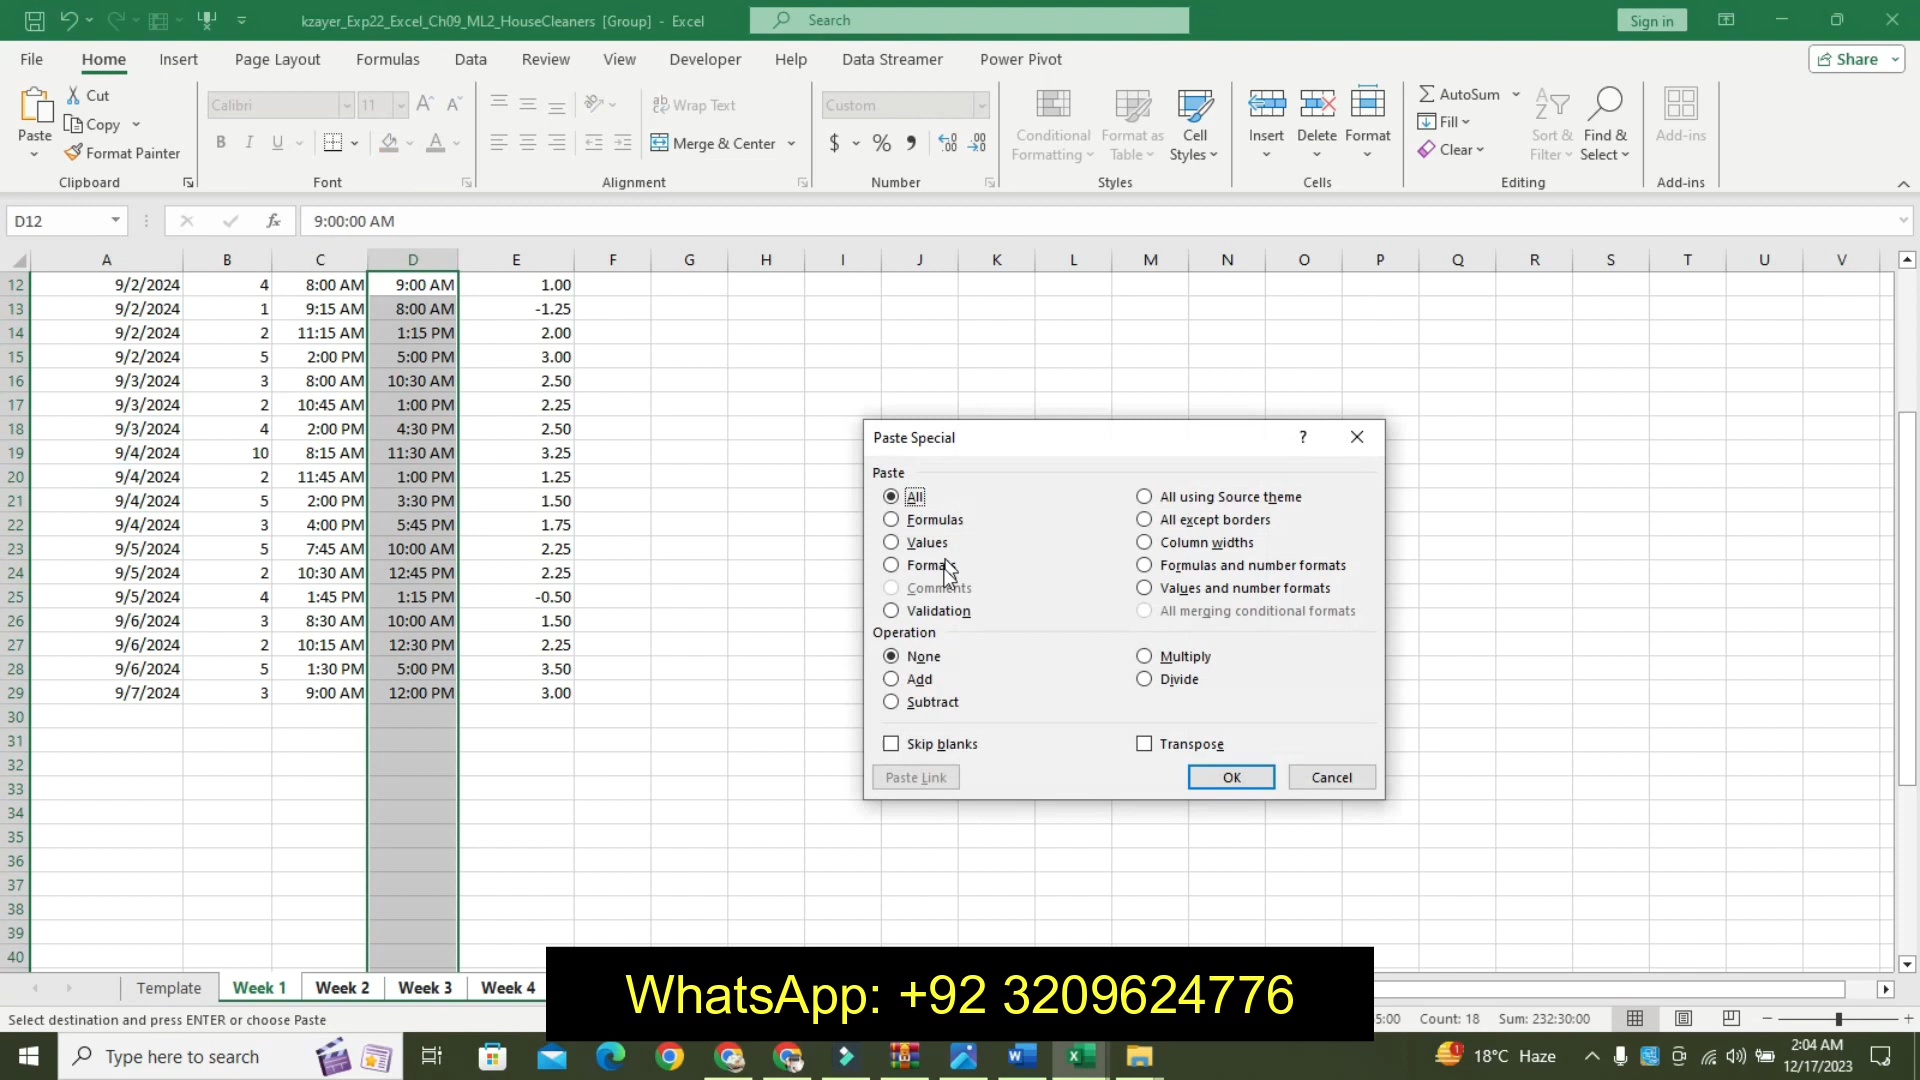 kzayer_Exp22_Excel_Ch09_ML2_HouseCleaners [Group] - Excel
Search
Sign in
File Home Insert Page Layout Formulas Data Review View Developer Help Data Streamer Power Pivot
Share
Paste
Cut
Copy
Format Painter
Clipboard
Calibri 11
B I U
Font
Wrap Text
Merge & Center
Alignment
Custom
$ % ,
Number
Conditional Formatting
Format as Table
Cell Styles
Styles
Insert Delete Format
Cells
AutoSum
Fill
Clear
Sort & Filter
Find & Select
Editing
Add-ins
Add-ins
D12 fx 9:00:00 AM
A B C D E F G H I J K L M N O P Q R S T U V
12 9/2/2024 4 8:00 AM 9:00 AM 1.00
13 9/2/2024 1 9:15 AM 8:00 AM -1.25
14 9/2/2024 2 11:15 AM 1:15 PM 2.00
15 9/2/2024 5 2:00 PM 5:00 PM 3.00
16 9/3/2024 3 8:00 AM 10:30 AM 2.50
17 9/3/2024 2 10:45 AM 1:00 PM 2.25
18 9/3/2024 4 2:00 PM 4:30 PM 2.50
19 9/4/2024 10 8:15 AM 11:30 AM 3.25
20 9/4/2024 2 11:45 AM 1:00 PM 1.25
21 9/4/2024 5 2:00 PM 3:30 PM 1.50
22 9/4/2024 3 4:00 PM 5:45 PM 1.75
23 9/5/2024 5 7:45 AM 10:00 AM 2.25
24 9/5/2024 2 10:30 AM 12:45 PM 2.25
25 9/5/2024 4 1:45 PM 1:15 PM -0.50
26 9/6/2024 3 8:30 AM 10:00 AM 1.50
27 9/6/2024 2 10:15 AM 12:30 PM 2.25
28 9/6/2024 5 1:30 PM 5:00 PM 3.50
29 9/7/2024 3 9:00 AM 12:00 PM 3.00
30
31
32
33
34
35
36
37
38
39
40
Paste Special ?
Paste
All All using Source theme
Formulas All except borders
Values Column widths
Formats Formulas and number formats
Comments Values and number formats
Validation All merging conditional formats
Operation
None Multiply
Add Divide
Subtract
Skip blanks Transpose
Paste Link OK Cancel
Template Week 1 Week 2 Week 3 Week 4
WhatsApp: +92 3209624776
Select destination and press ENTER or choose Paste
5:00 Count: 18 Sum: 232:30:00
Type here to search
18°C Haze
2:04 AM
12/17/2023